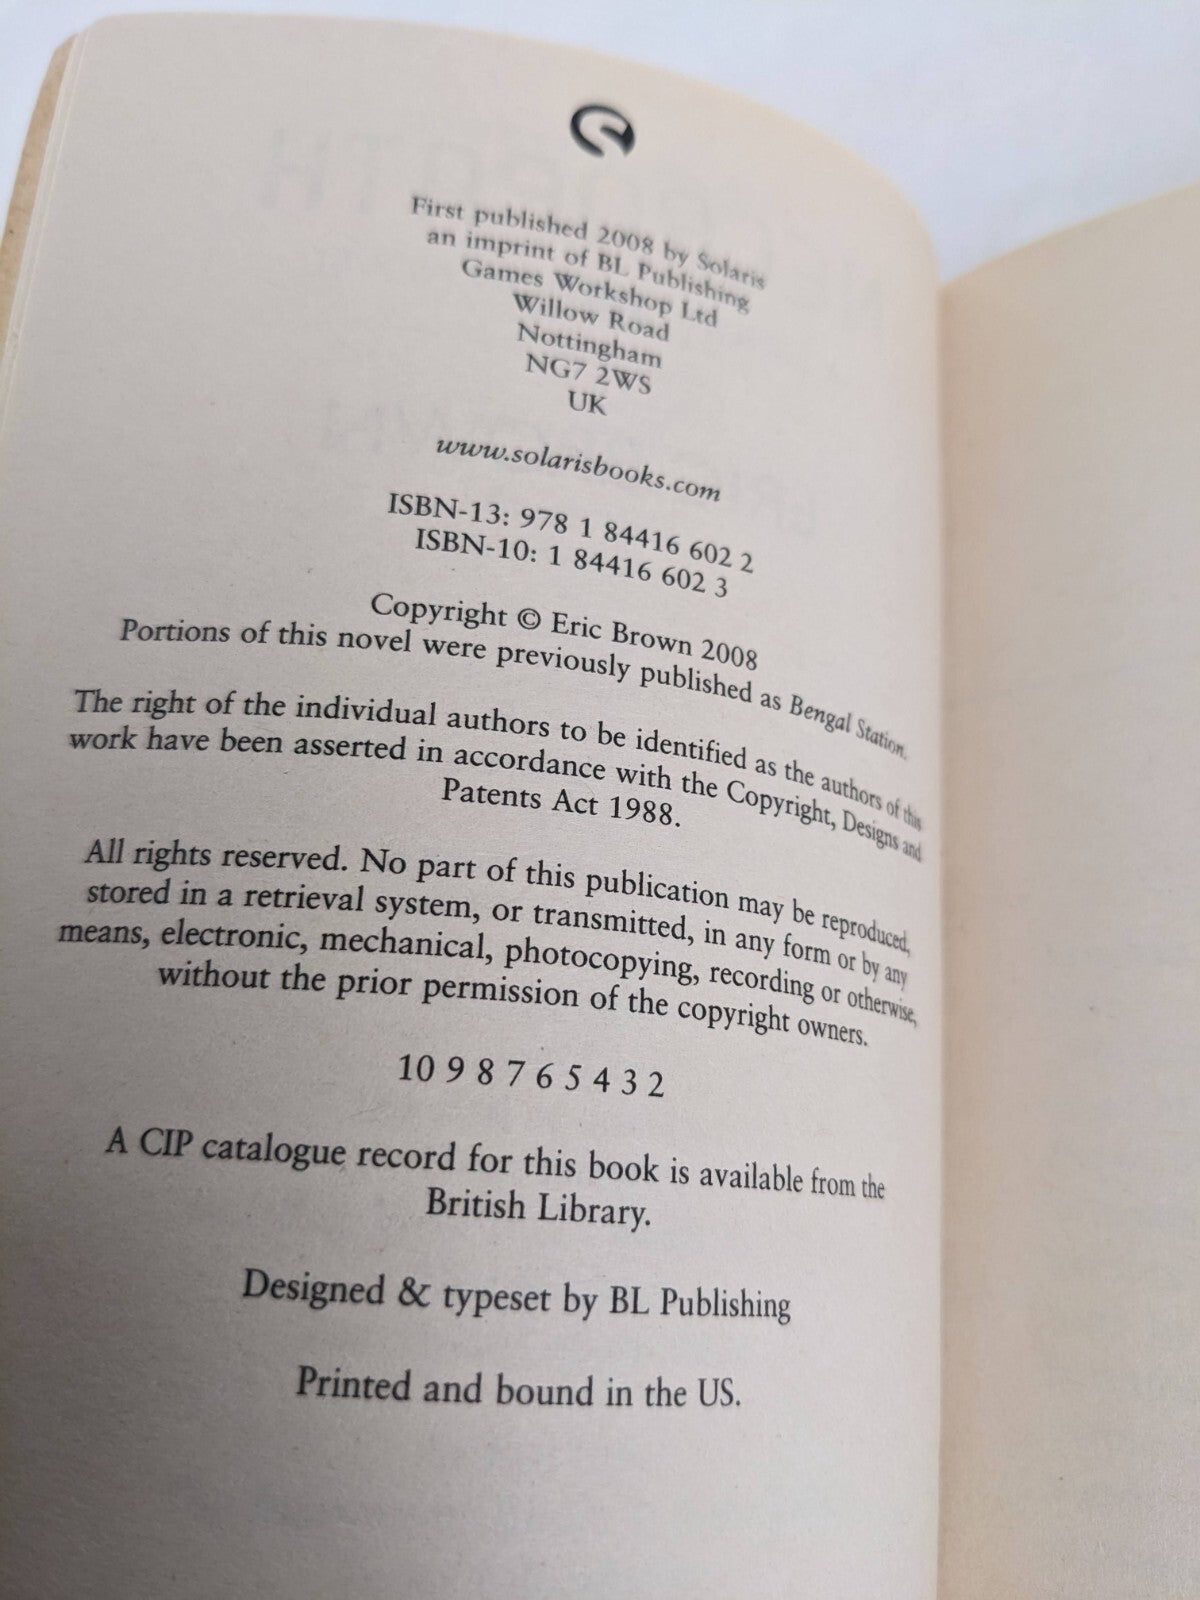 First published 2008 by Solaris
an imprint of BL Publishing
Games Workshop Ltd
Willow Road
Nottingham
NG7 2WS
UK
www.solarisbooks.com
ISBN-13: 978 1 84416 602 2
ISBN-10: 1 84416 602 3
Copyright © Eric Brown 2008
Portions of this novel were previously published as Bengal Station.
The right of the individual authors to be identified as the authors of this
work have been asserted in accordance with the Copyright, Designs and
Patents Act 1988.
All rights reserved. No part of this publication may be reproduced,
stored in a retrieval system, or transmitted, in any form or by any
means, electronic, mechanical, photocopying, recording or otherwise,
without the prior permission of the copyright owners.
10 9 8 7 6 5 4 3 2
A CIP catalogue record for this book is available from the
British Library.
Designed & typeset by BL Publishing
Printed and bound in the US.